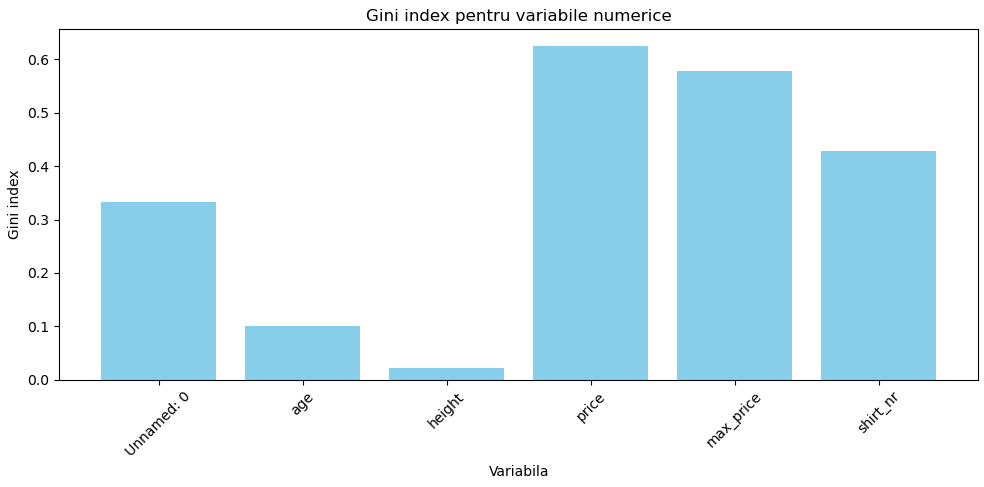 Gini index pentru variabile numerice
Gini index
0.6
0.5
0.4
0.3
0.2
0.1
0.0
Unnamed: 0
age
height
price
max_price
shirt_nr
Variabila